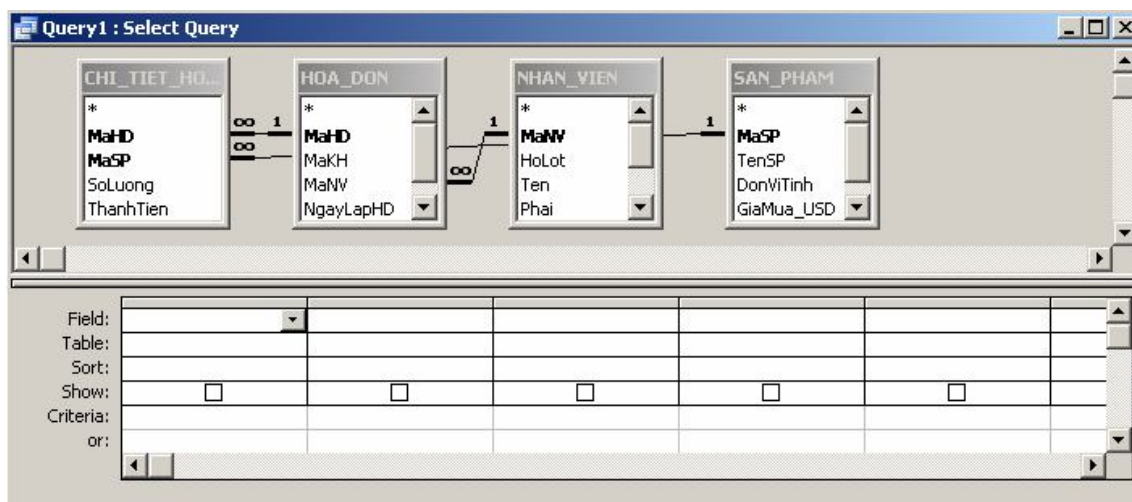 Query1 : Select Query
CHI_TIET_HO...
*
MaHD
MaSP
SoLuong
ThanhTien
HOA_DON
*
MaHD
MaKH
MaNV
NgayLapHD
NHAN_VIEN
*
MaNV
HoLot
Ten
Phai
SAN_PHAM
*
MaSP
TenSP
DonViTinh
GiaMua_USD
∞ 1
∞
∞
1
1
Field:
Table:
Sort:
Show:
Criteria:
or: